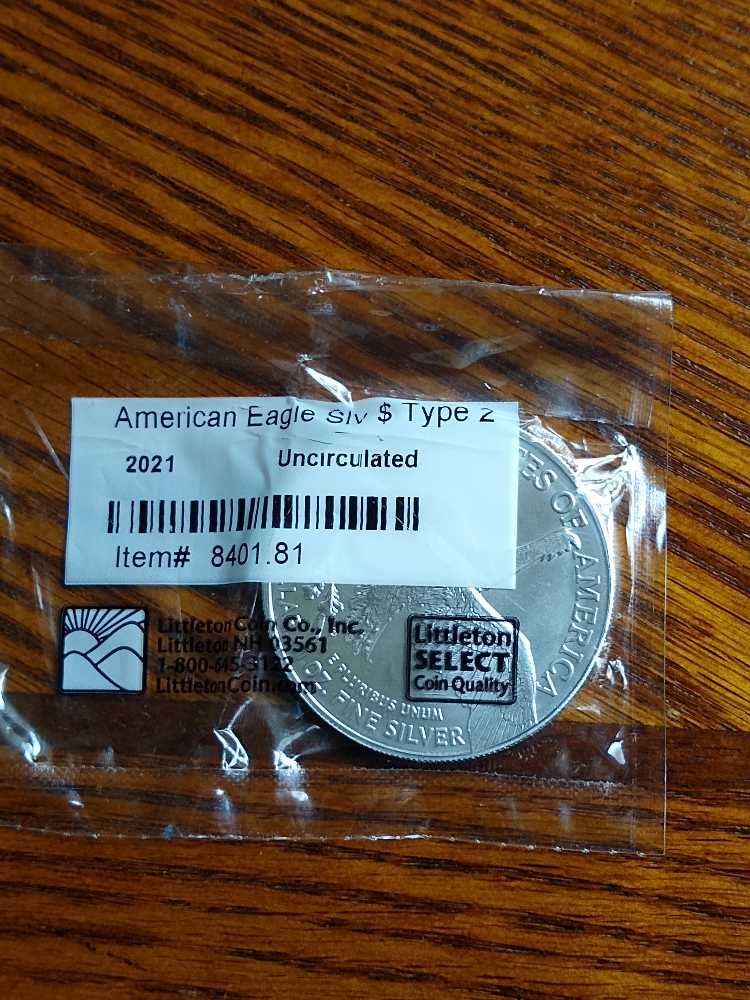 American Eagle Slv $ Type 2
2021 Uncirculated
Item# 8401.81
Littleton Coin Co., Inc.
Littleton NH 03561
1-800-645-3122
LittletonCoin.com
Littleton
SELECT
Coin Quality
ES OF AMERICA
E PLURIBUS UNUM
OZ. FINE SILVER